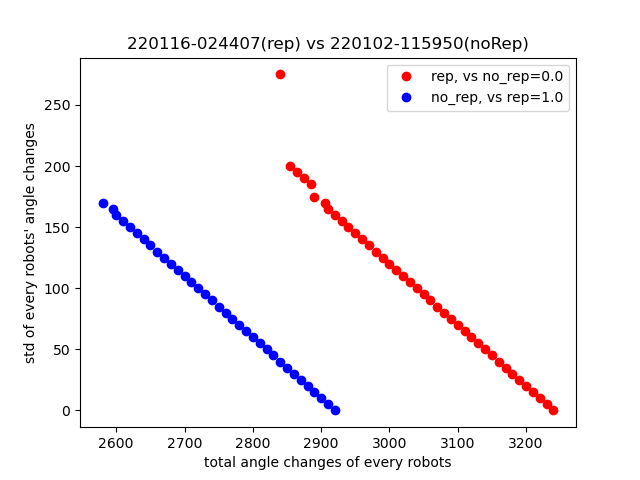 220116-024407(rep) vs 220102-115950(noRep)
rep, vs no_rep=0.0
no_rep, vs rep=1.0
std of every robots' angle changes
250
200
150
100
50
0
2600 2700 2800 2900 3000 3100 3200
total angle changes of every robots